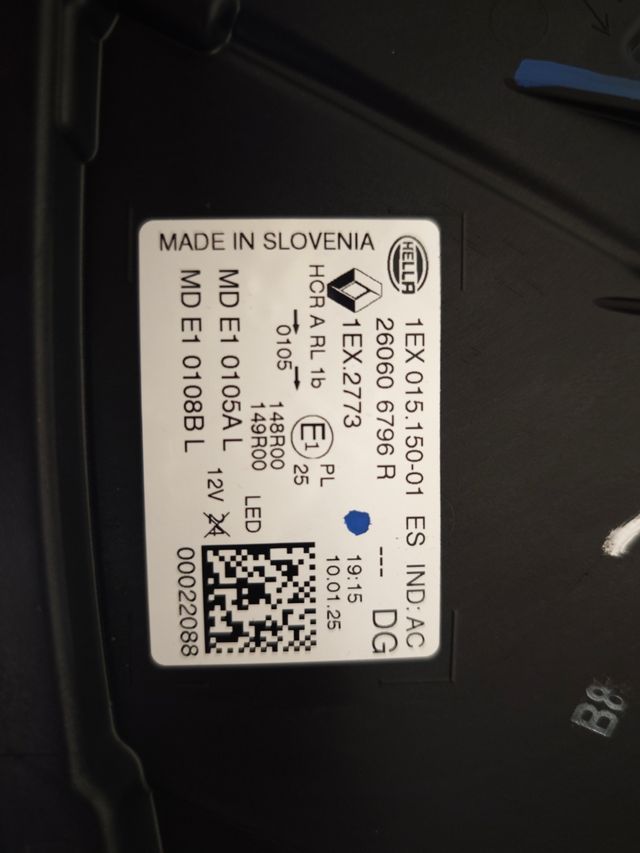 HELLA
1EX 015.150-01 ES IND: AC
26060 6796 R --- DG
1EX.2773
19:15
10.01.25
HCR A RL 1b
E1
PL
25
0105
148R00
149R00
LED
MD E1 0105A L
12V 24
MD E1 0108B L
00022088
MADE IN SLOVENIA
B8